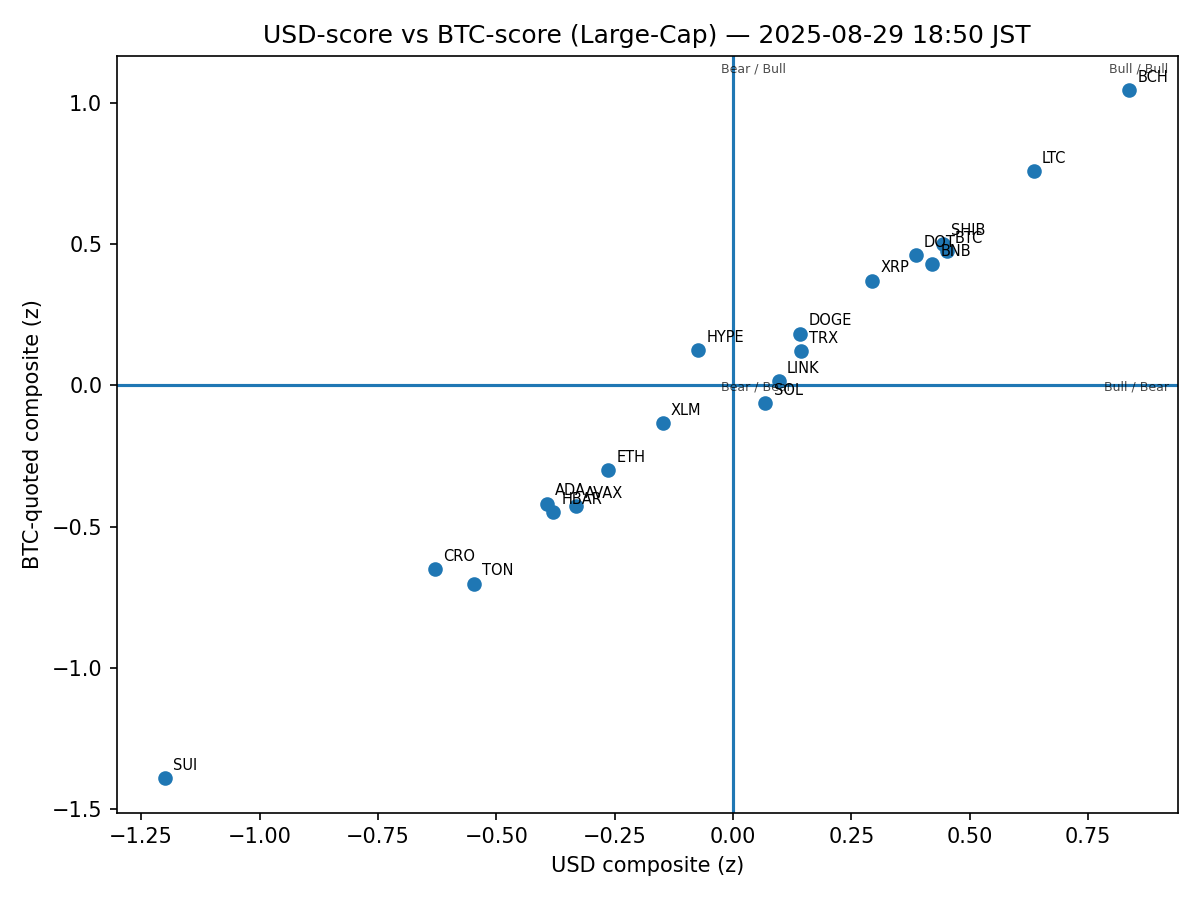 USD-score vs BTC-score (Large-Cap) — 2025-08-29 18:50 JST
Bear / Bull
Bull / Bull
BCH
LTC
SHIB
BTC
DOT
BNB
XRP
DOGE
TRX
HYPE
LINK
Bear / Bear
Bull / Bear
SOL
XLM
ETH
ADA
AVAX
HBAR
CRO
TON
SUI
1.0
0.5
0.0
−0.5
−1.0
−1.5
BTC-quoted composite (z)
−1.25
−1.00
−0.75
−0.50
−0.25
0.00
0.25
0.50
0.75
USD composite (z)